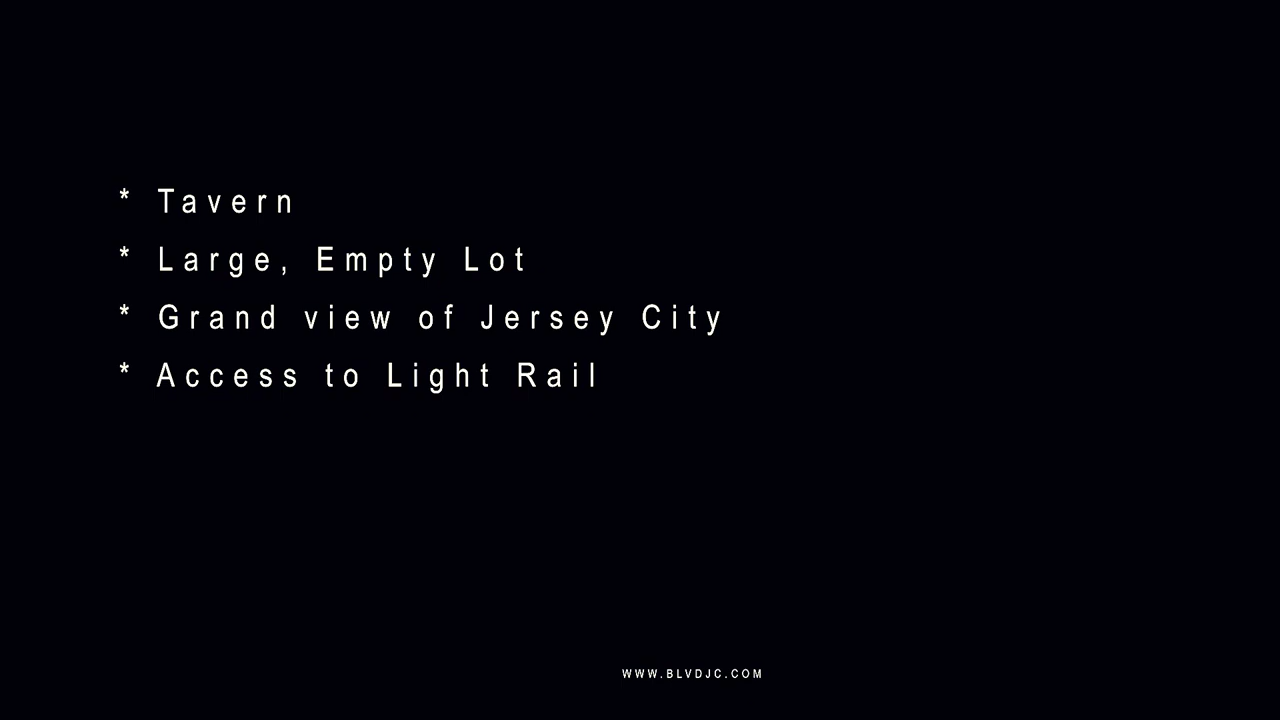 * Tavern
* Large, Empty Lot
* Grand view of Jersey City
* Access to Light Rail
WWW.BLVDJC.COM